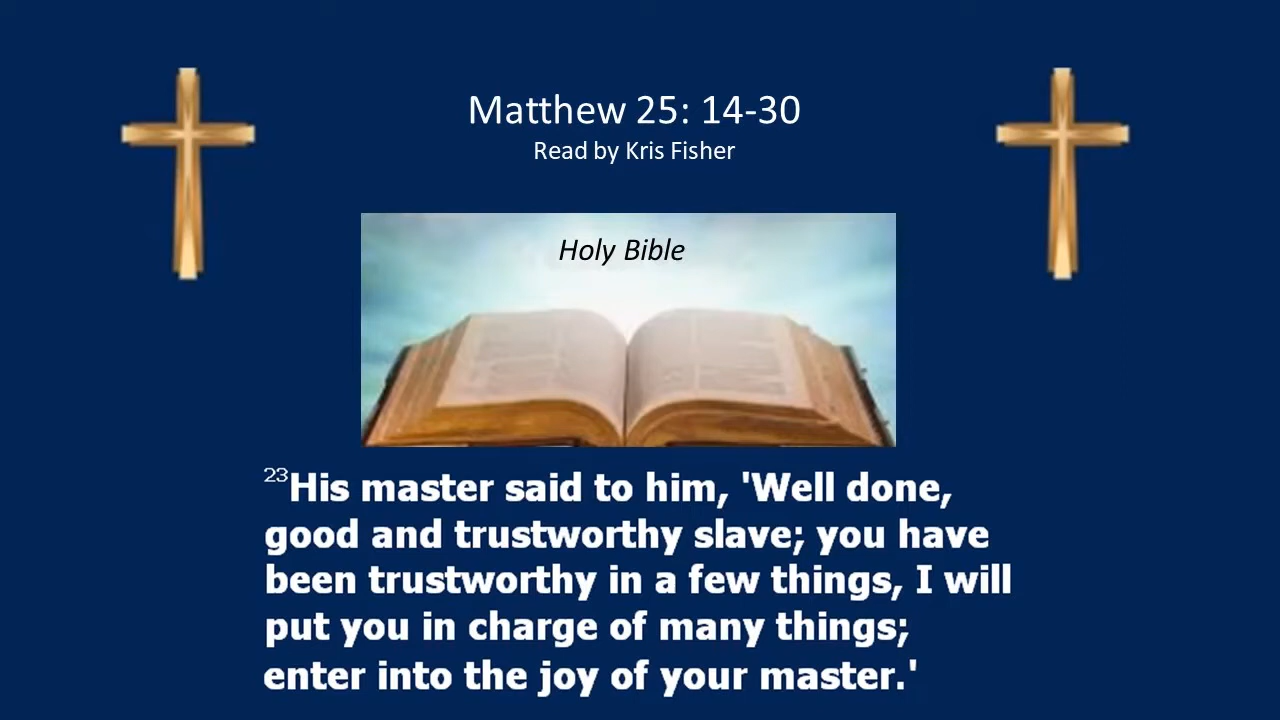 Matthew 25: 14-30
Read by Kris Fisher
Holy Bible
23His master said to him, 'Well done,
good and trustworthy slave; you have
been trustworthy in a few things, I will
put you in charge of many things;
enter into the joy of your master.'